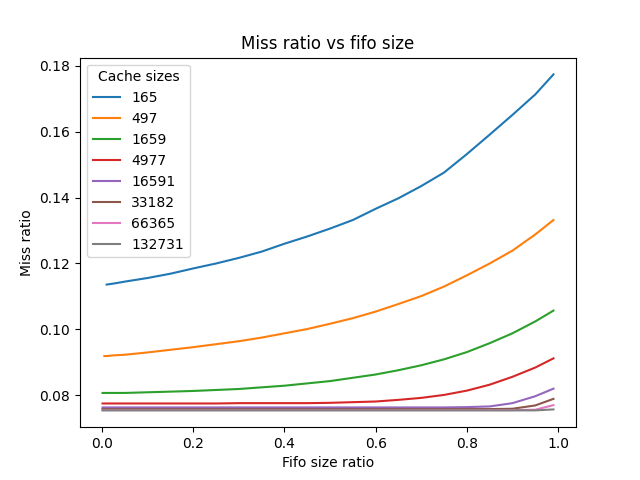 Miss ratio vs fifo size
Cache sizes
165
497
1659
4977
16591
33182
66365
132731
0.18
0.16
0.14
0.12
0.10
0.08
Miss ratio
0.0 0.2 0.4 0.6 0.8 1.0
Fifo size ratio